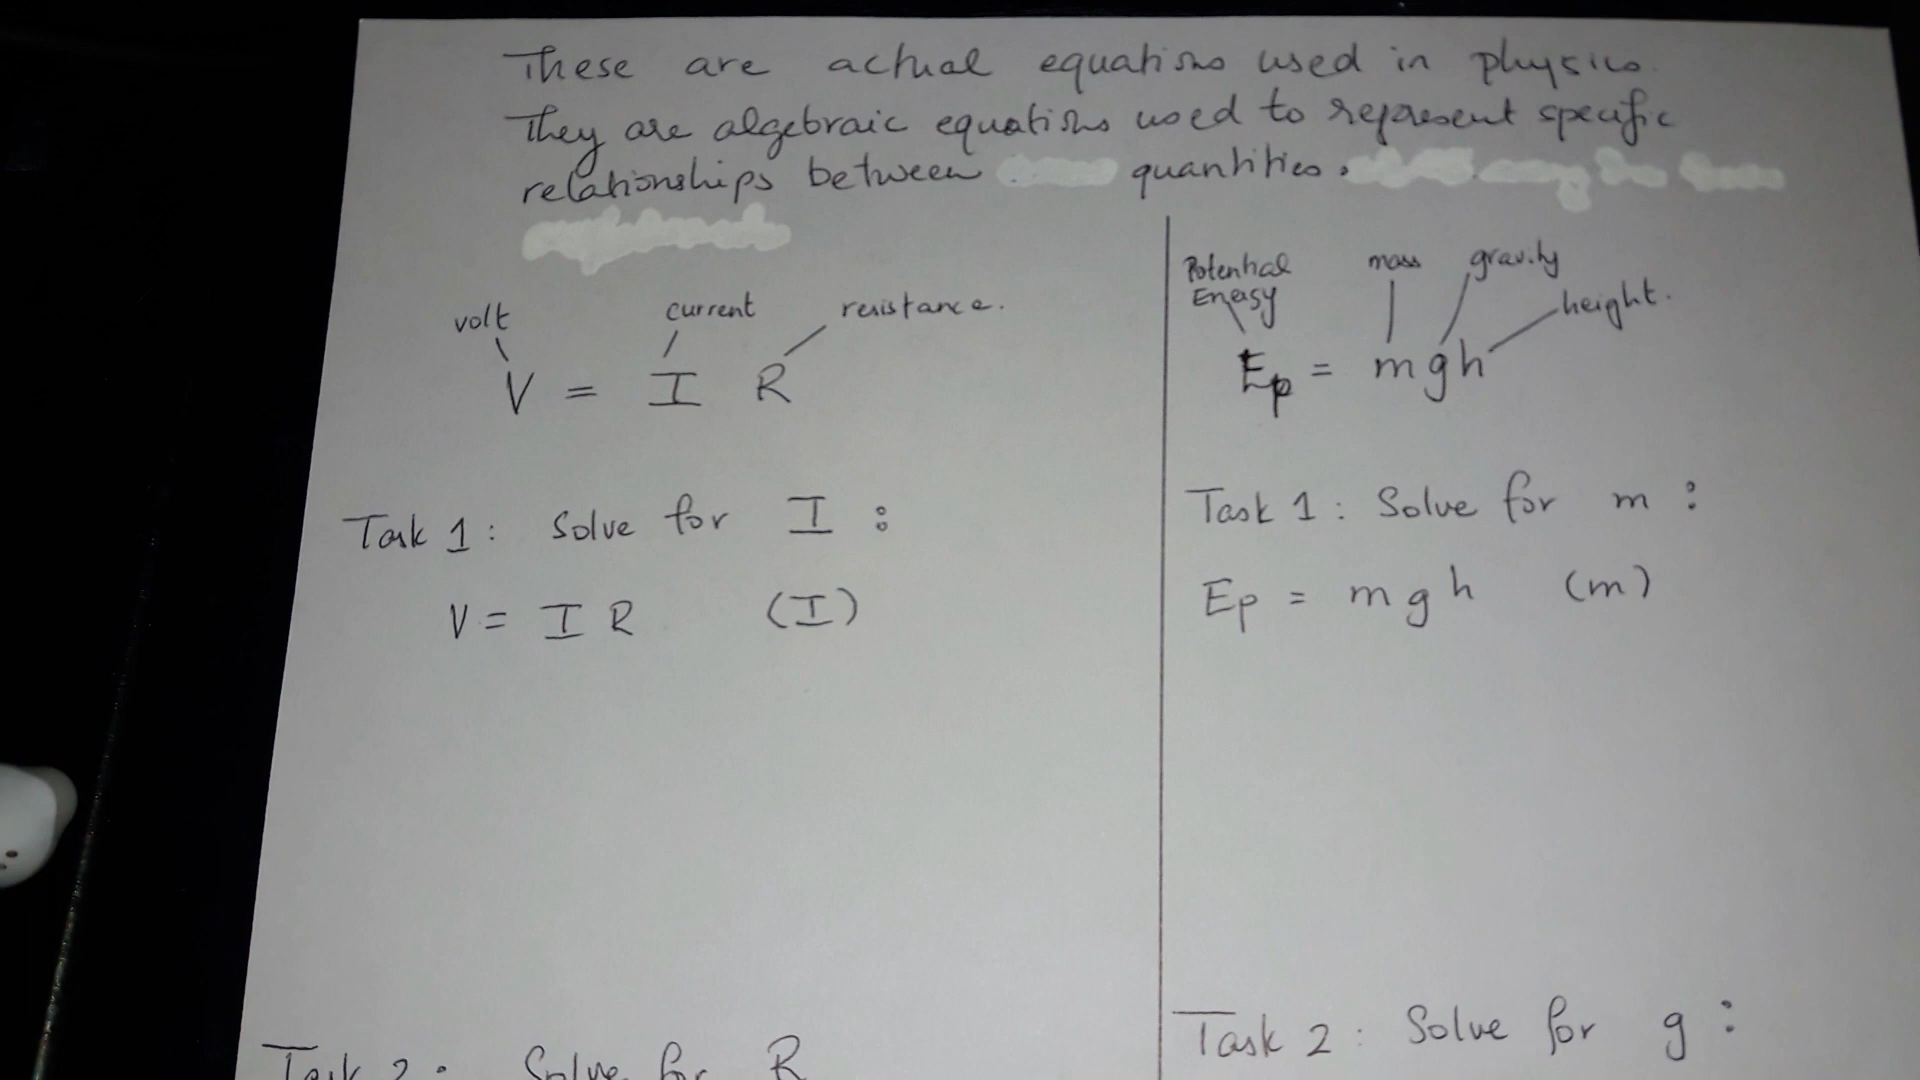 These are actual equations used in physics.
They are algebraic equations used to represent specific
relationships between quantities.
volt current resistance.
V = I R
Task 1: Solve for I :
V = I R (I)
Task 2: Solve for R
Potential Energy mass gravity height.
Ep = mgh
Task 1: Solve for m :
Ep = mgh (m)
Task 2: Solve for g :